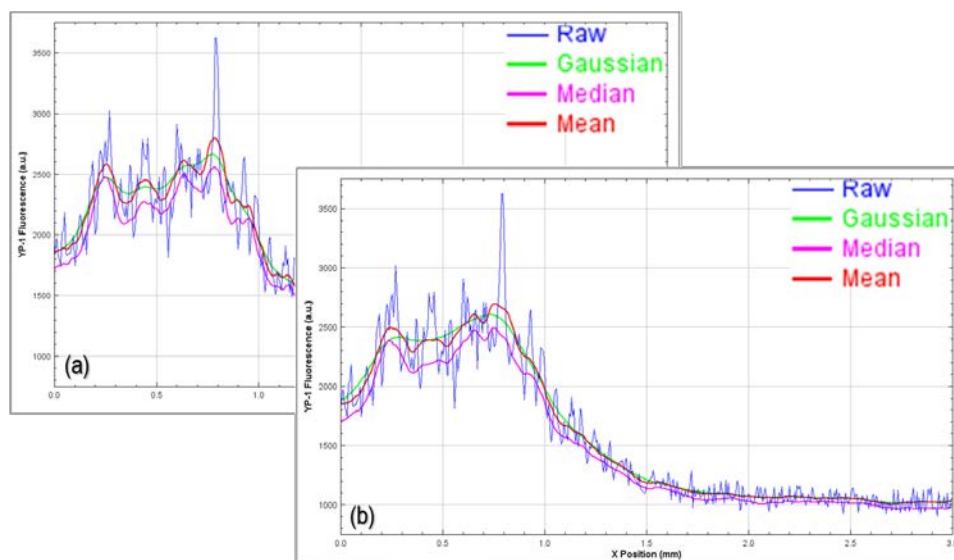 Raw
Gaussian
Median
Mean
3500
3000
2500
2000
1500
1000
YP-1 Fluorescence (a.u.)
(a)
0.0
0.5
1.0
Raw
Gaussian
Median
Mean
3500
3000
2500
2000
1500
1000
YP-1 Fluorescence (a.u.)
(b)
0.0
0.5
1.0
1.5
2.0
2.5
X Position (mm)